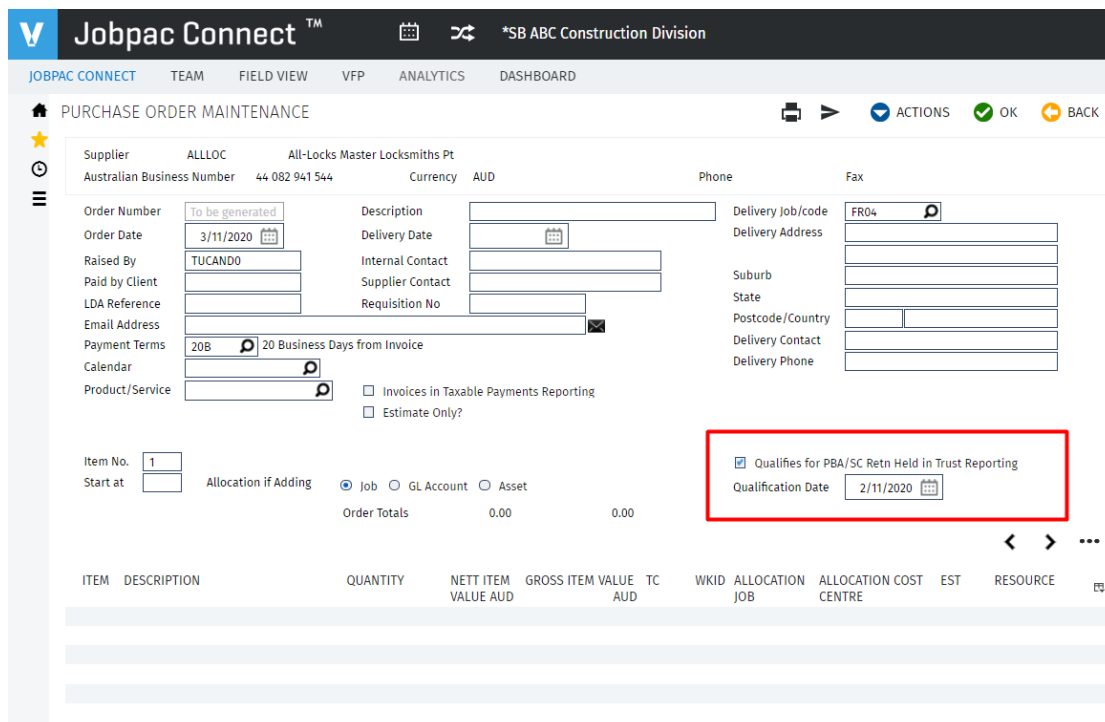 Jobpac Connect ™ *SB ABC Construction Division
JOBPAC CONNECT TEAM FIELD VIEW VFP ANALYTICS DASHBOARD
PURCHASE ORDER MAINTENANCE ACTIONS OK BACK
Supplier ALLLOC All-Locks Master Locksmiths Pt
Australian Business Number 44 082 941 544 Currency AUD Phone Fax
Order Number To be generated Description Delivery Job/code FR04
Order Date 3/11/2020 Delivery Date Delivery Address
Raised By TUCAND0 Internal Contact
Paid by Client Supplier Contact Suburb
LDA Reference Requisition No State
Email Address Postcode/Country
Payment Terms 20B 20 Business Days from Invoice Delivery Contact
Calendar Delivery Phone
Product/Service Invoices in Taxable Payments Reporting
Estimate Only?
Item No. 1 Qualifies for PBA/SC Retn Held in Trust Reporting
Start at Allocation if Adding Job GL Account Asset Qualification Date 2/11/2020
Order Totals 0.00 0.00
ITEM DESCRIPTION QUANTITY NETT ITEM GROSS ITEM VALUE TC WKID ALLOCATION ALLOCATION COST EST RESOURCE
VALUE AUD AUD JOB CENTRE